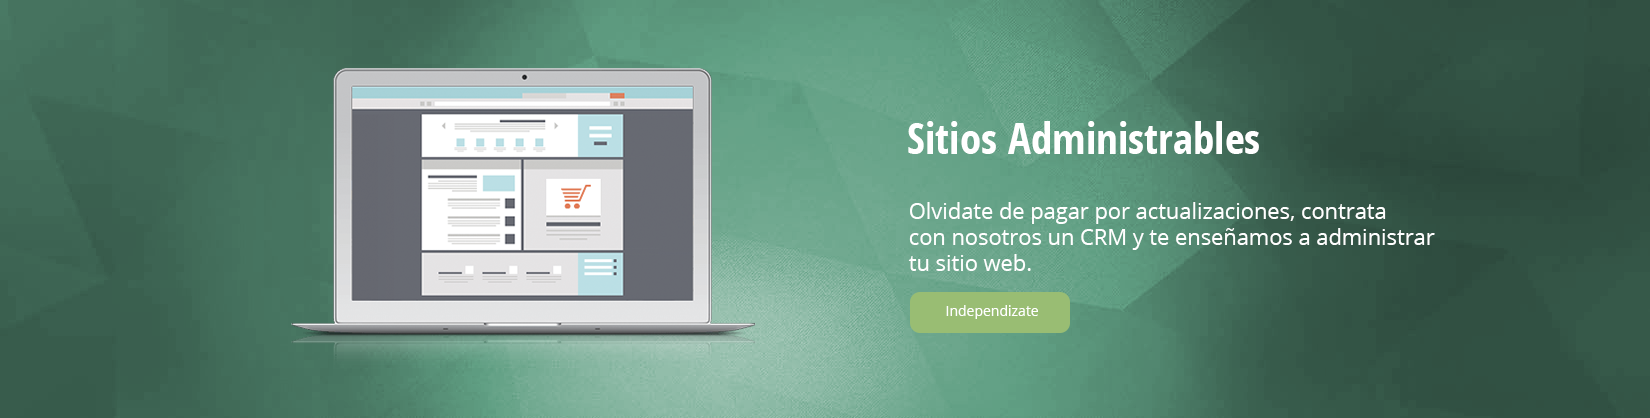 Sitios Administrables
Olvidate de pagar por actualizaciones, contrata
con nosotros un CRM y te enseñamos a administrar
tu sitio web.
Independizate